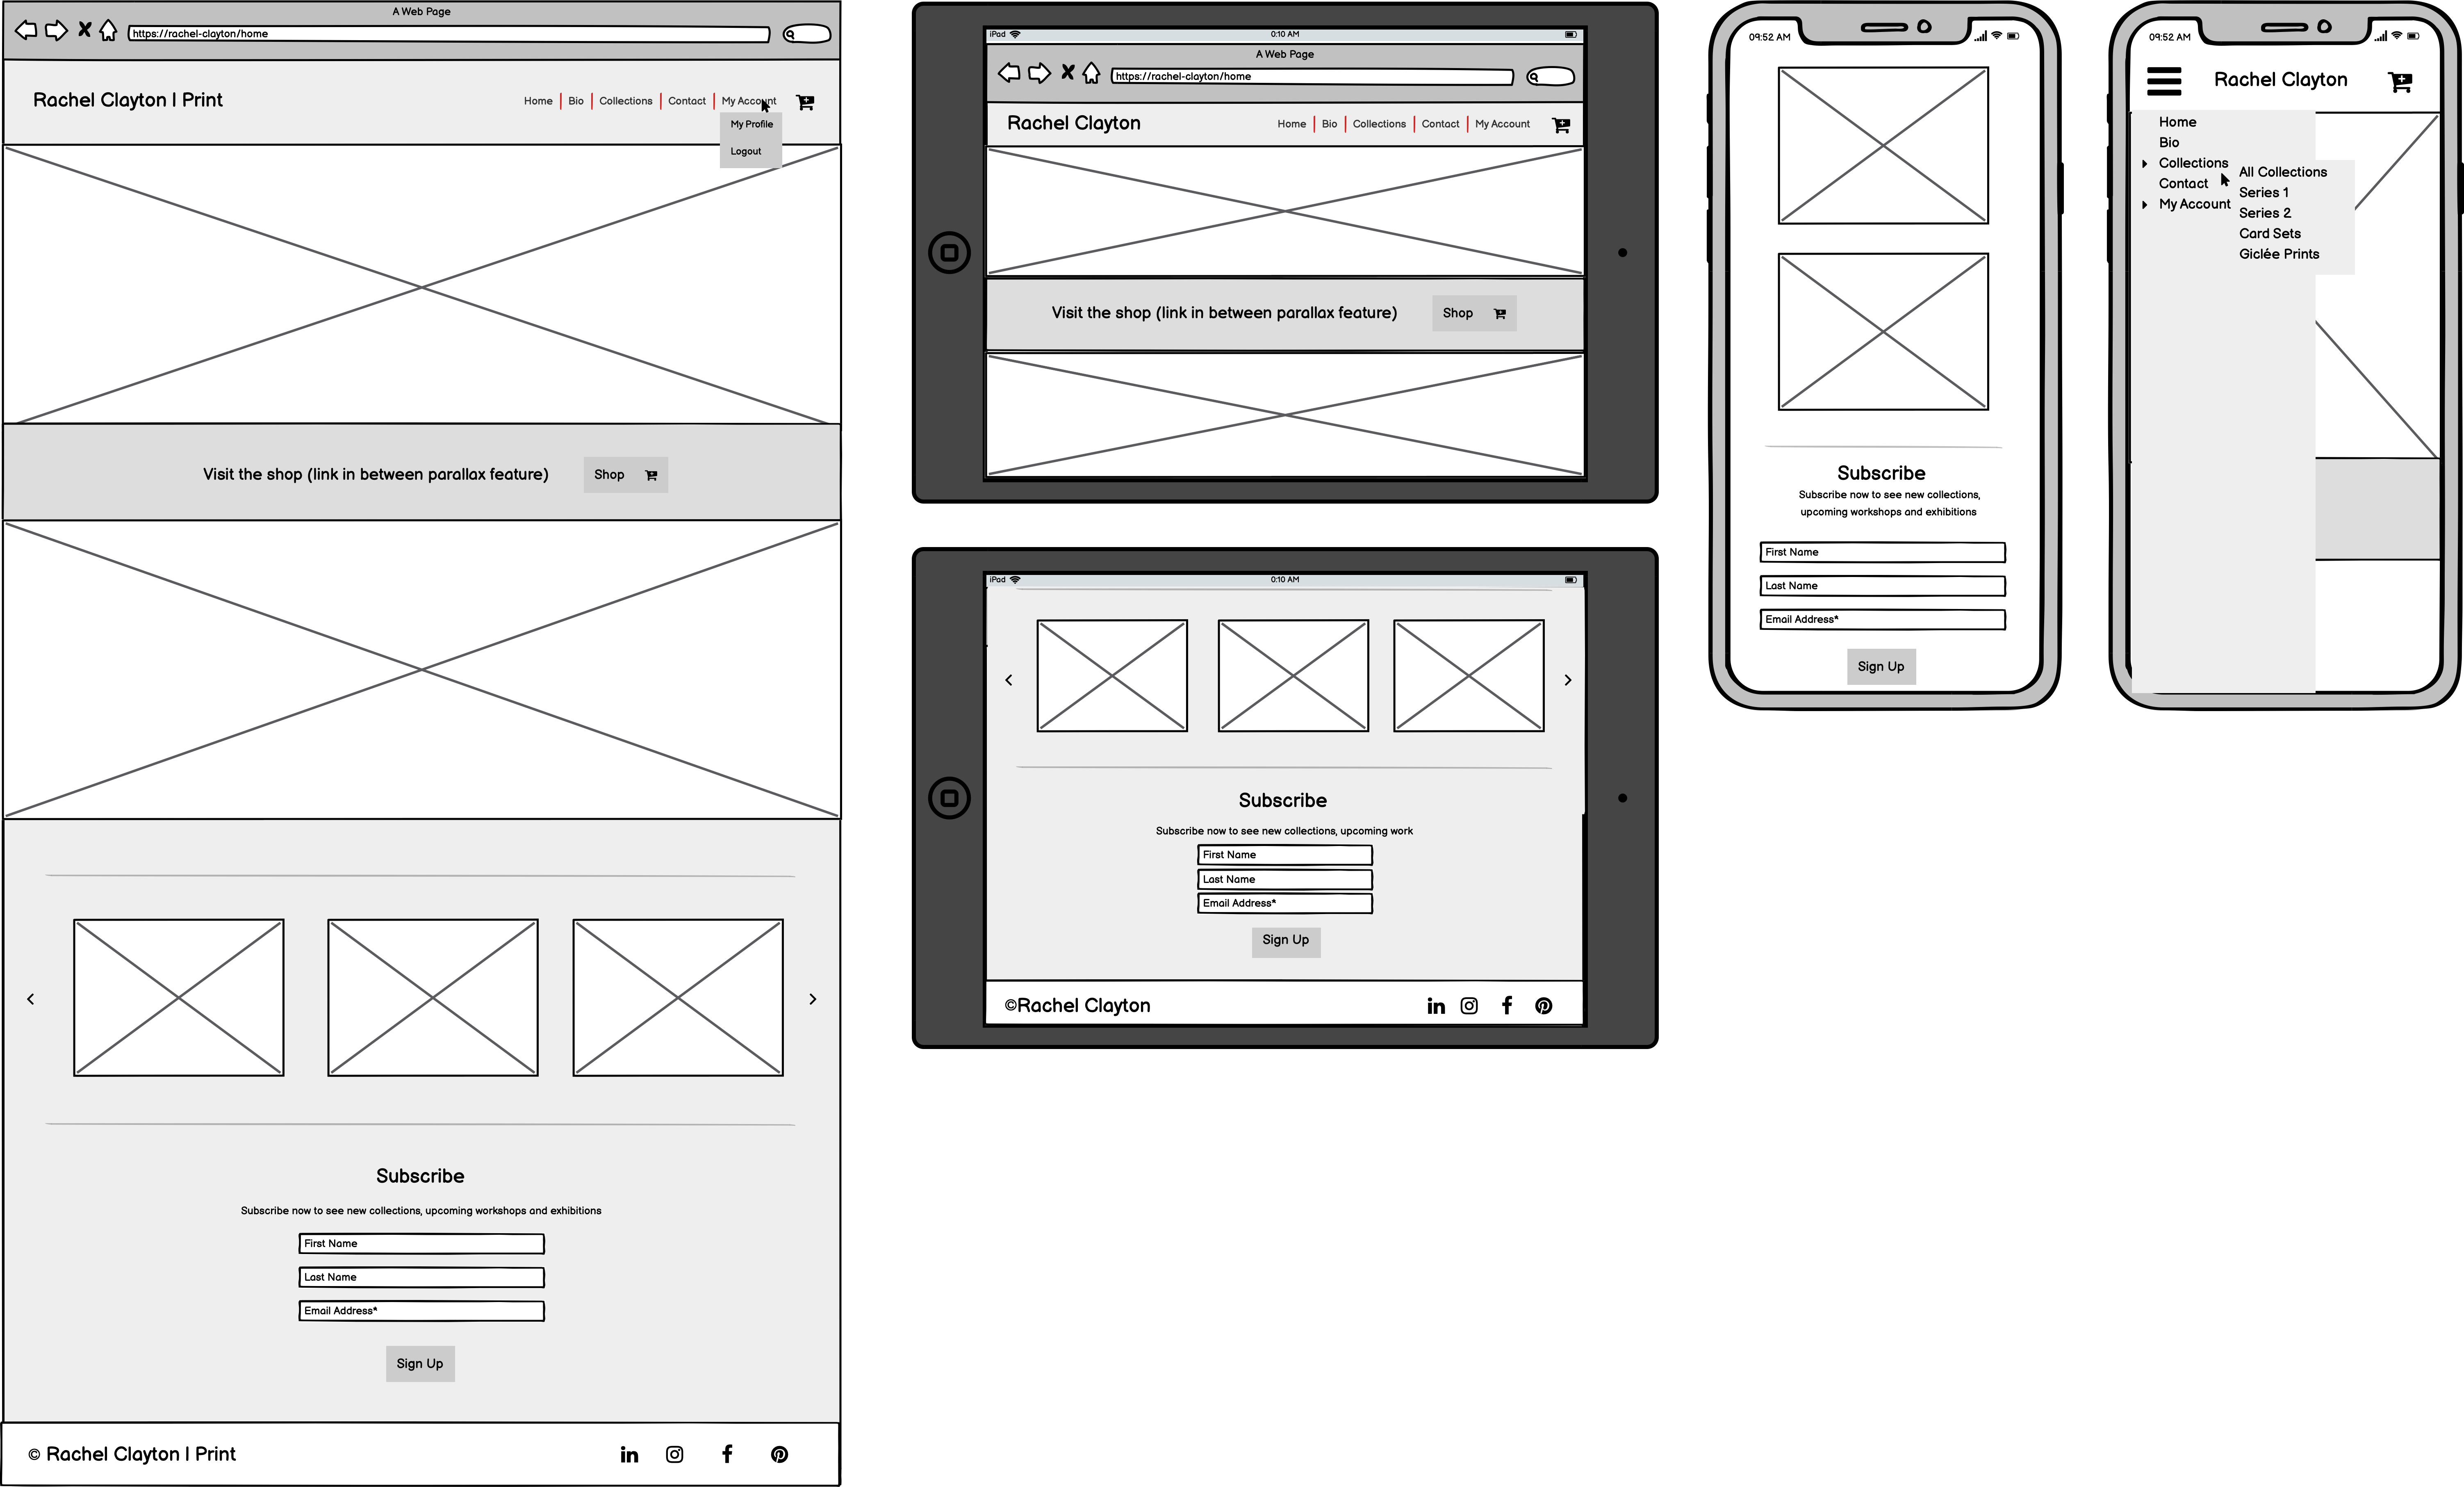 A Web Page
https://rachel-clayton/home
Rachel Clayton | Print
Home | Bio | Collections | Contact | My Account
My Profile
Logout
Visit the shop (link in between parallax feature)
Shop
Subscribe
Subscribe now to see new collections, upcoming workshops and exhibitions
First Name
Last Name
Email Address*
Sign Up
© Rachel Clayton | Print
iPad
0:10 AM
A Web Page
https://rachel-clayton/home
Rachel Clayton
Home | Bio | Collections | Contact | My Account
Visit the shop (link in between parallax feature)
Shop
iPad
0:10 AM
Subscribe
Subscribe now to see new collections, upcoming work
First Name
Last Name
Email Address*
Sign Up
©Rachel Clayton
09:52 AM
Subscribe
Subscribe now to see new collections,
upcoming workshops and exhibitions
First Name
Last Name
Email Address*
Sign Up
09:52 AM
Rachel Clayton
Home
Bio
Collections
Contact
My Account
All Collections
Series 1
Series 2
Card Sets
Giclée Prints